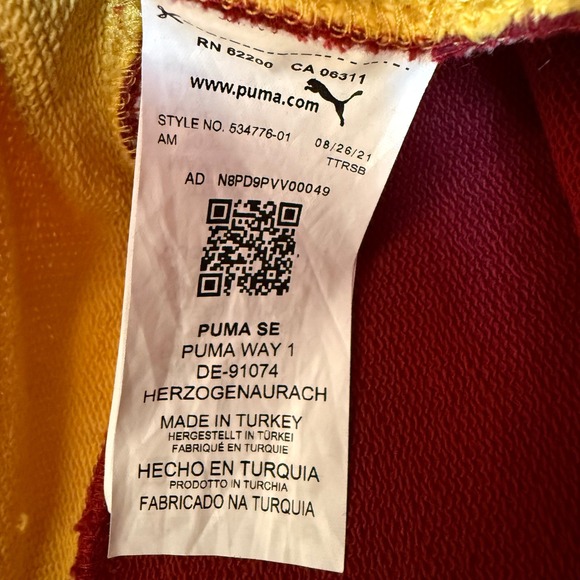 RN 62200 CA 06311
www.puma.com
STYLE NO. 534776-01 08/26/21
AM TTRSB
AD N8PD9PVV00049
PUMA SE
PUMA WAY 1
DE-91074
HERZOGENAURACH
MADE IN TURKEY
HERGESTELLT IN TÜRKEI
FABRIQUÉ EN TURQUIE
HECHO EN TURQUIA
PRODOTTO IN TURCHIA
FABRICADO NA TURQUIA